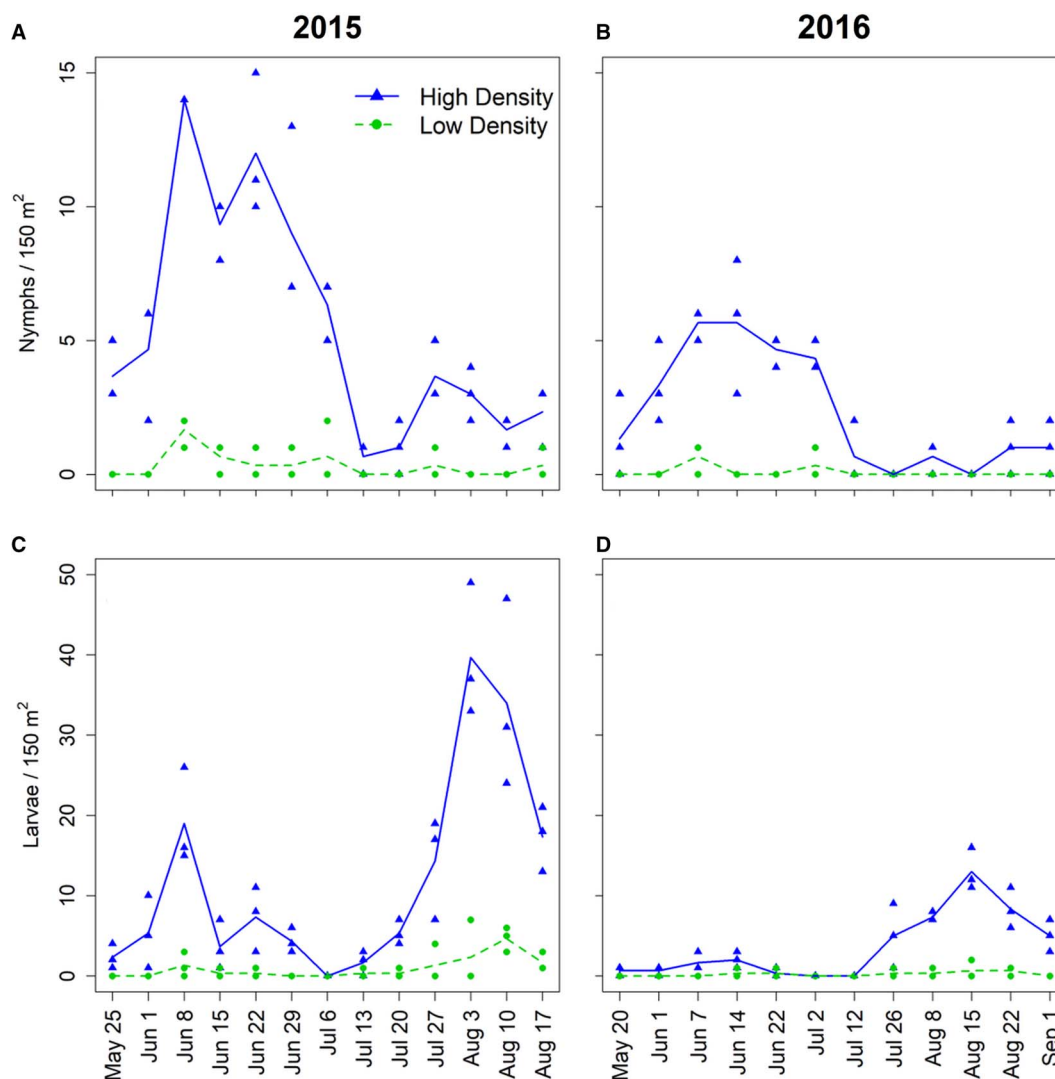 2015
2016
A
B
15
10
5
0
Nymphs / 150 m²
High Density
Low Density
C
D
50
40
30
20
10
0
Larvae / 150 m²
May 25
Jun 1
Jun 8
Jun 15
Jun 22
Jun 29
Jul 6
Jul 13
Jul 20
Jul 27
Aug 3
Aug 10
Aug 17
May 20
Jun 1
Jun 7
Jun 14
Jun 22
Jul 2
Jul 12
Jul 26
Aug 8
Aug 15
Aug 22
Sep 1